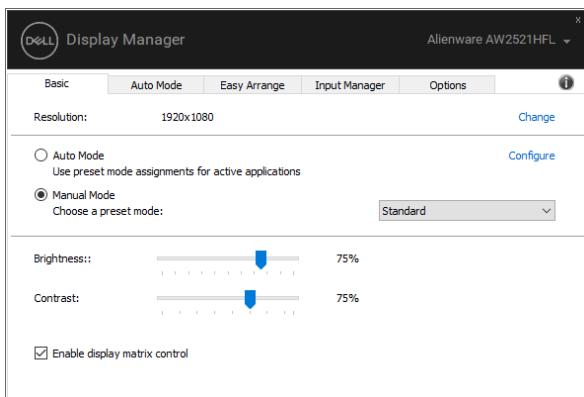 x
DELL Display Manager Alienware AW2521HFL
Basic Auto Mode Easy Arrange Input Manager Options i
Resolution: 1920x1080 Change
Auto Mode Configure
Use preset mode assignments for active applications
Manual Mode
Choose a preset mode: Standard
Brightness:: 75%
Contrast: 75%
Enable display matrix control